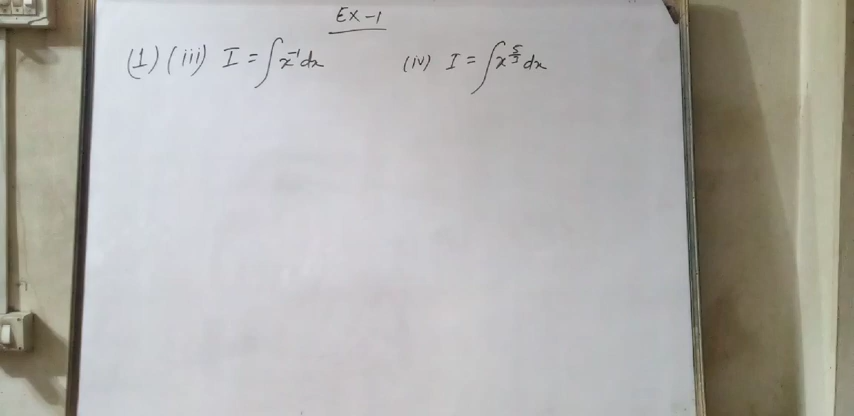 EX-1
(1) (iii) I = ∫x⁻¹dx (iv) I = ∫x^(5/3) dx